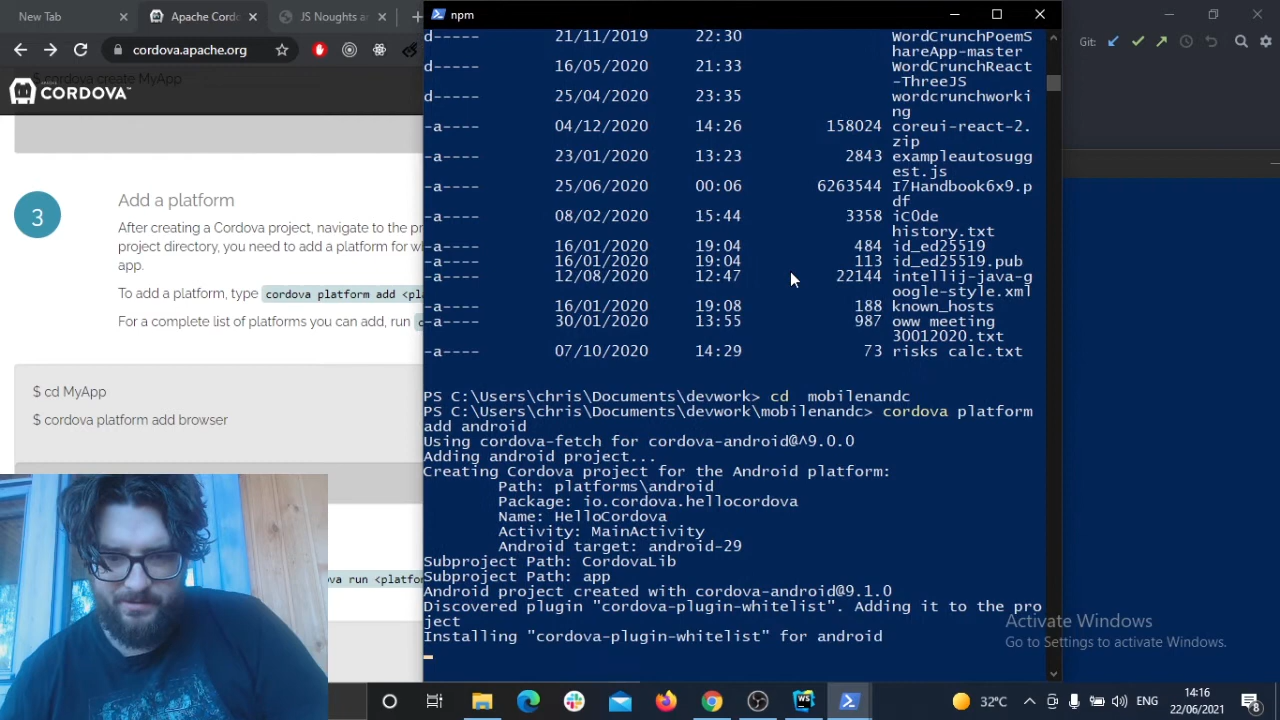 New Tab
Apache Cordo
JS Noughts an
npm
cordova.apache.org
Git:
$ cordova create MyApp
CORDOVA™
3
Add a platform
After creating a Cordova project, navigate to the pr
project directory, you need to add a platform for w
app.
To add a platform, type cordova platform add <pl
For a complete list of platforms you can add, run
$ cd MyApp
$ cordova platform add browser
ova run <platfo
d----- 21/11/2019 22:30 WordCrunchPoemS
hareApp-master
d----- 16/05/2020 21:33 WordCrunchReact
-ThreeJS
d----- 25/04/2020 23:35 wordcrunchworki
ng
-a---- 04/12/2020 14:26 158024 coreui-react-2.
zip
-a---- 23/01/2020 13:23 2843 exampleautosugg
est.js
-a---- 25/06/2020 00:06 6263544 I7Handbook6x9.p
df
-a---- 08/02/2020 15:44 3358 iC0de
history.txt
-a---- 16/01/2020 19:04 484 id_ed25519
-a---- 16/01/2020 19:04 113 id_ed25519.pub
-a---- 12/08/2020 12:47 22144 intellij-java-g
oogle-style.xml
-a---- 16/01/2020 19:08 188 known_hosts
-a---- 30/01/2020 13:55 987 oww meeting
30012020.txt
-a---- 07/10/2020 14:29 73 risks calc.txt
PS C:\Users\chris\Documents\devwork> cd mobilenandc
PS C:\Users\chris\Documents\devwork\mobilenandc> cordova platform
add android
Using cordova-fetch for cordova-android@^9.0.0
Adding android project...
Creating Cordova project for the Android platform:
Path: platforms\android
Package: io.cordova.hellocordova
Name: HelloCordova
Activity: MainActivity
Android target: android-29
Subproject Path: CordovaLib
Subproject Path: app
Android project created with cordova-android@9.1.0
Discovered plugin "cordova-plugin-whitelist". Adding it to the pro
ject
Installing "cordova-plugin-whitelist" for android
Activate Windows
Go to Settings to activate Windows.
32°C
ENG
14:16
22/06/2021
8